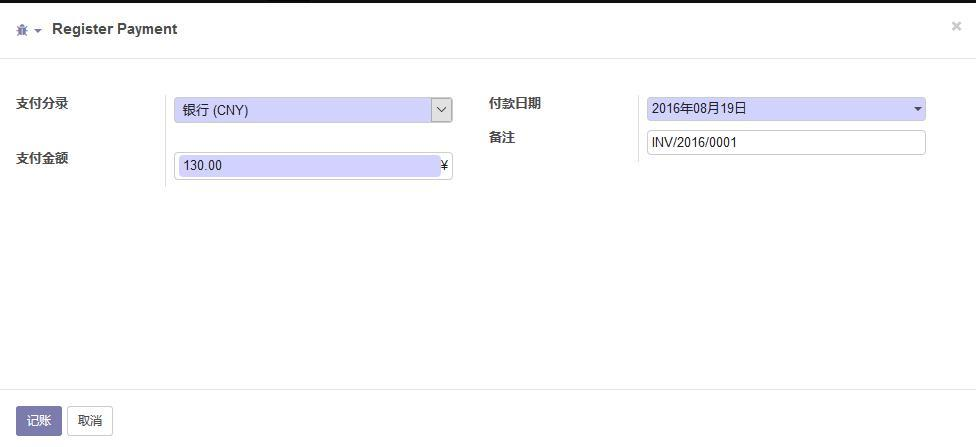 Register Payment
支付分录
银行 (CNY)
付款日期
2016年08月19日
备注
INV/2016/0001
支付金额
130.00
¥
记账
取消